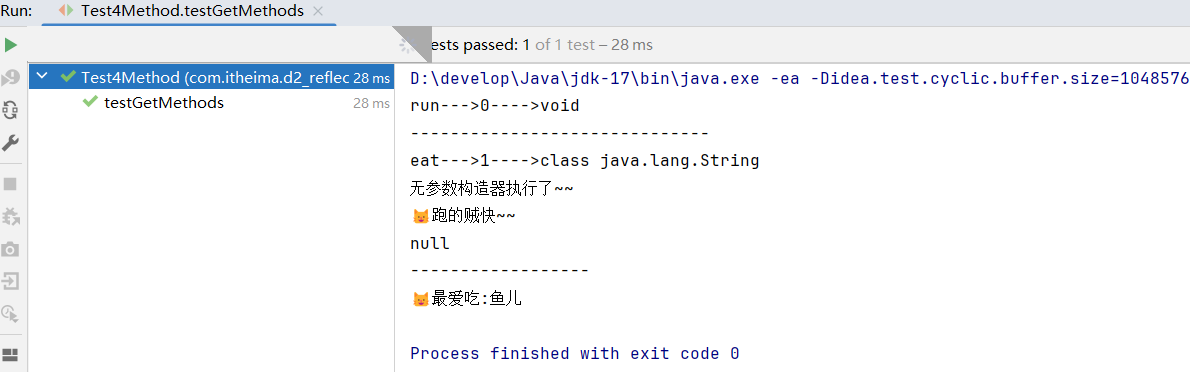 Run: Test4Method.testGetMethods ×
ests passed: 1 of 1 test – 28 ms
Test4Method (com.itheima.d2_reflec 28 ms
testGetMethods 28 ms
D:\develop\Java\jdk-17\bin\java.exe -ea -Didea.test.cyclic.buffer.size=1048576
run--->0---->void
------------------------------
eat--->1---->class java.lang.String
无参数构造器执行了~~
🐱跑的贼快~~
null
------------------
🐱最爱吃:鱼儿
Process finished with exit code 0